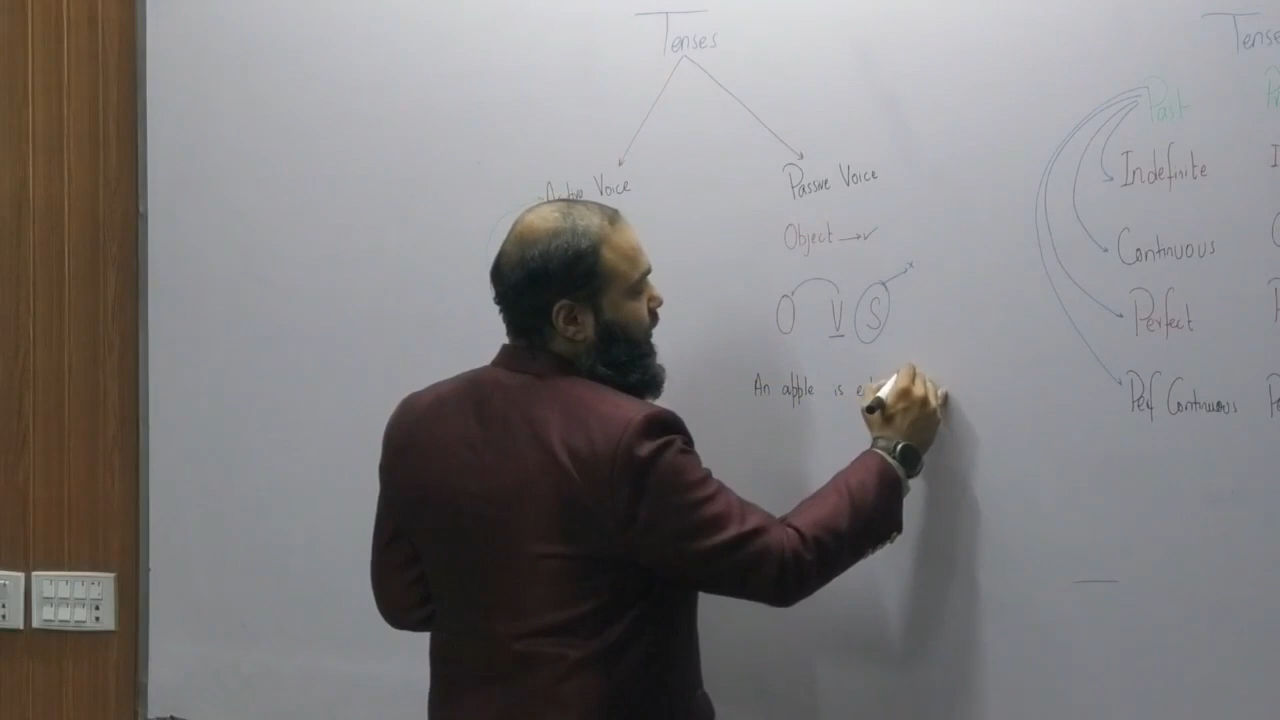 Tenses
Active Voice
Passive Voice
Object → ✓
O V S x
An apple is
Tense
Past
Indefinite
Continuous
Perfect
Perf Continuous